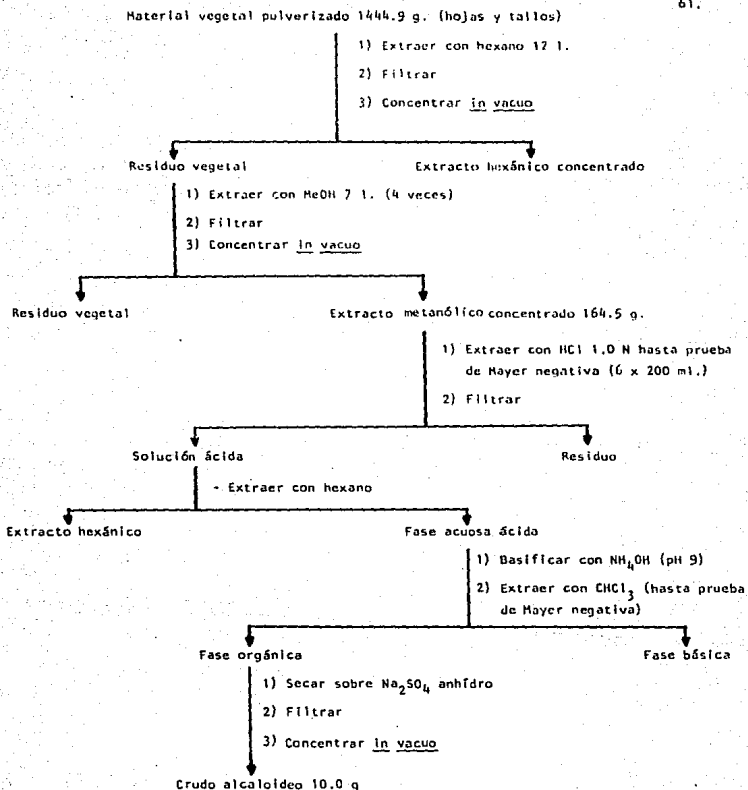 61.
Material vegetal pulverizado 1444.9 g. (hojas y tallos)
1) Extraer con hexano 12 l.
2) Filtrar
3) Concentrar in vacuo
Residuo vegetal
Extracto hexánico concentrado
1) Extraer con MeOH 7 l. (4 veces)
2) Filtrar
3) Concentrar in vacuo
Residuo vegetal
Extracto metanólico concentrado 164.5 g.
1) Extraer con HCl 1.0 N hasta prueba
de Mayer negativa (6 x 200 ml.)
2) Filtrar
Solución ácida
Residuo
- Extraer con hexano
Extracto hexánico
Fase acuosa ácida
1) Basificar con NH4OH (pH 9)
2) Extraer con CHCl3 (hasta prueba
de Mayer negativa)
Fase orgánica
Fase básica
1) Secar sobre Na2SO4 anhídro
2) Filtrar
3) Concentrar in vacuo
Crudo alcaloideo 10.0 g